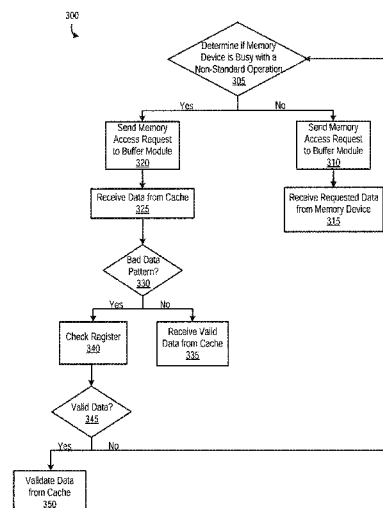 300
Determine if Memory
Device is Busy with a
Non-Standard Operation
305
Yes
No
Send Memory
Access Request
to Buffer Module
320
Send Memory
Access Request
to Buffer Module
310
Receive Data from Cache
325
Receive Requested Data
from Memory Device
315
Bad Data
Pattern?
330
Yes
No
Check Register
340
Receive Valid
Data from Cache
335
Valid Data?
345
Yes
No
Validate Data
from Cache
350